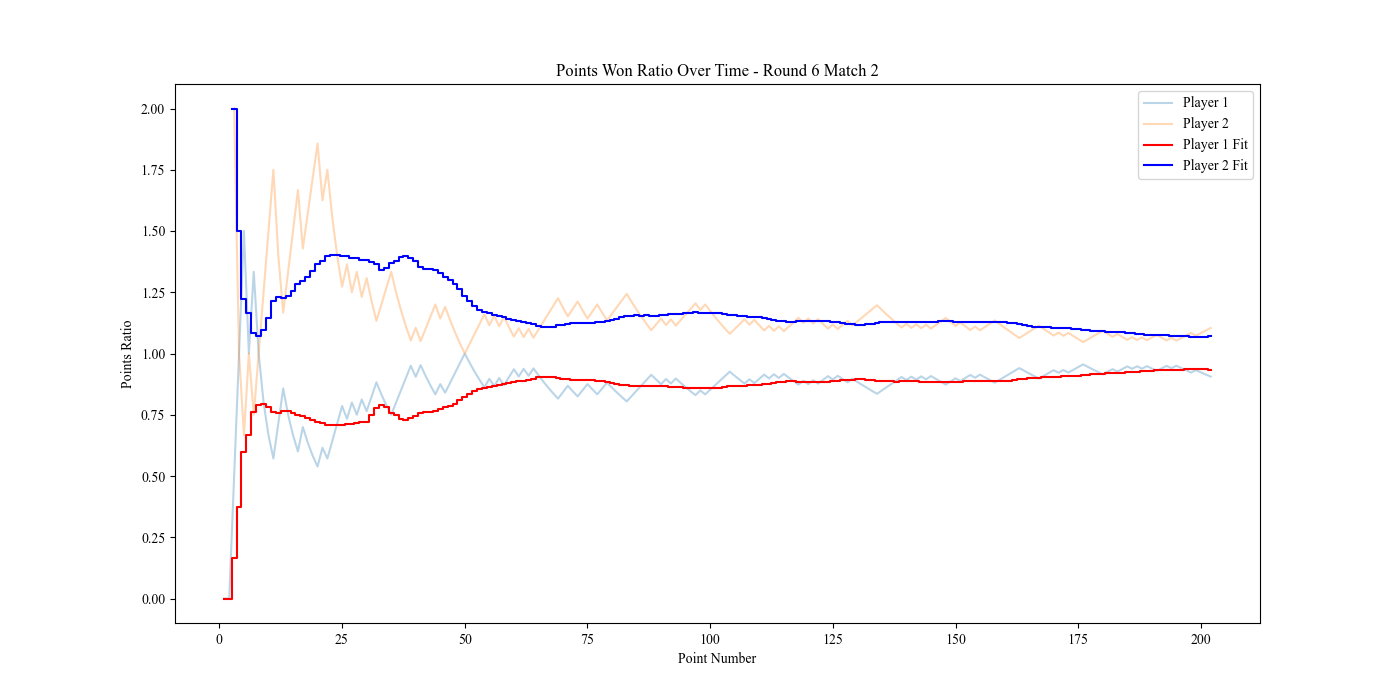 Points Won Ratio Over Time - Round 6 Match 2
Player 1
Player 2
Player 1 Fit
Player 2 Fit
Points Ratio
2.00
1.75
1.50
1.25
1.00
0.75
0.50
0.25
0.00
0 25 50 75 100 125 150 175 200
Point Number